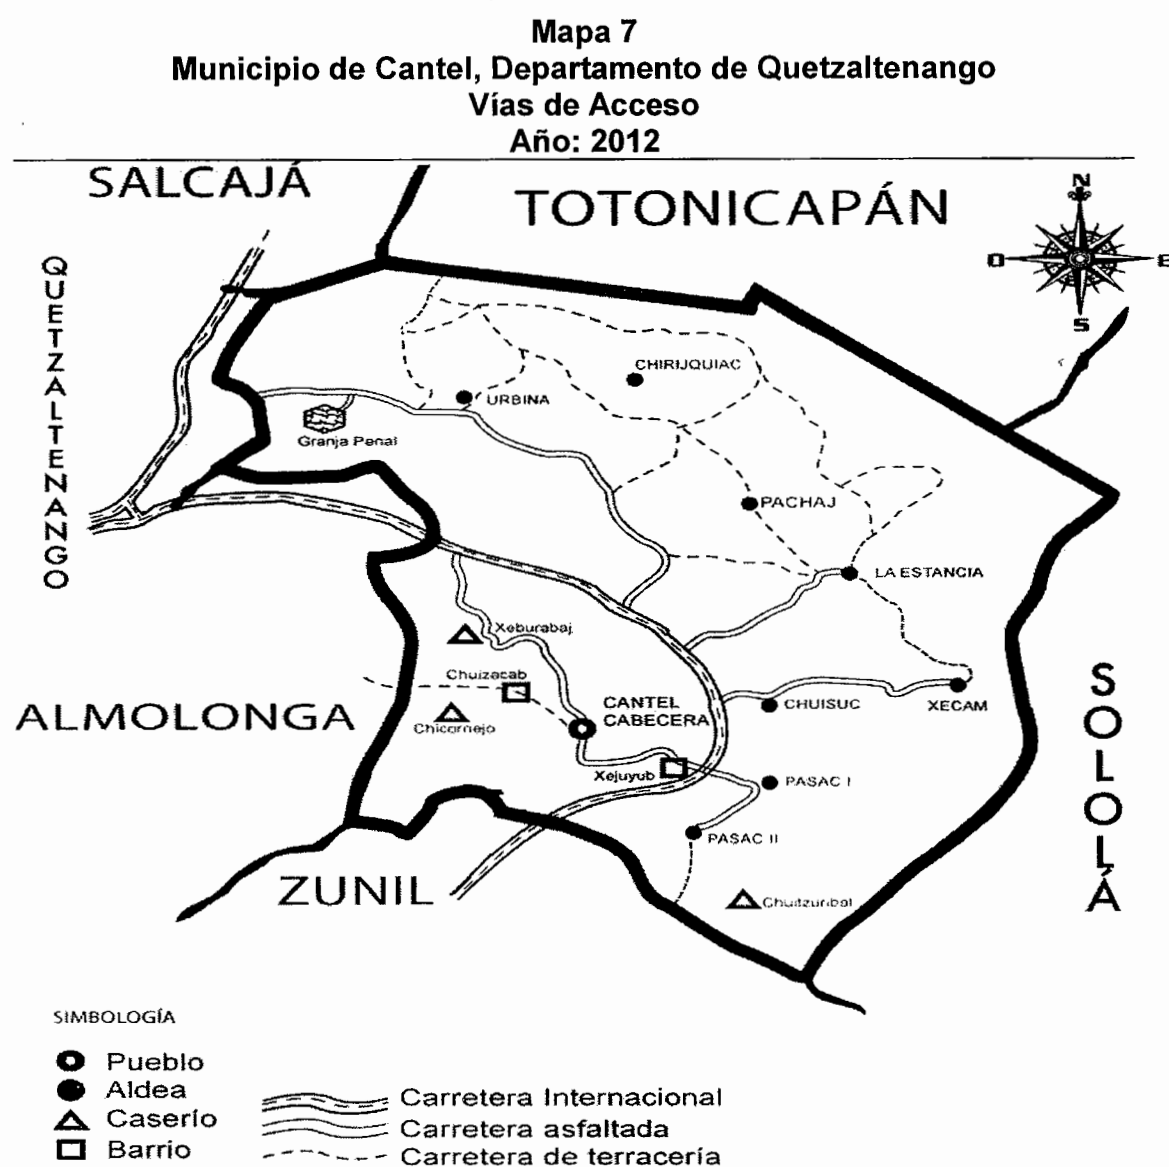 Mapa 7
Municipio de Cantel, Departamento de Quetzaltenango
Vías de Acceso
Año: 2012
SALCAJÁ
TOTONICAPÁN
N
O
E
S
QUETZALTENANGO
CHIRIJQUIAC
URBINA
Granja Penal
PACHAJ
LA ESTANCIA
Xeburabaj
Chuizacab
CANTEL
CABECERA
CHUISUC
XECAM
SOLOLÁ
ALMOLONGA
Chicornejo
Xejuyub
PASAC I
PASAC II
ZUNIL
Chuitzuribal
SIMBOLOGÍA
Pueblo
Aldea
Caserío
Barrio
Carretera Internacional
Carretera asfaltada
Carretera de terracería